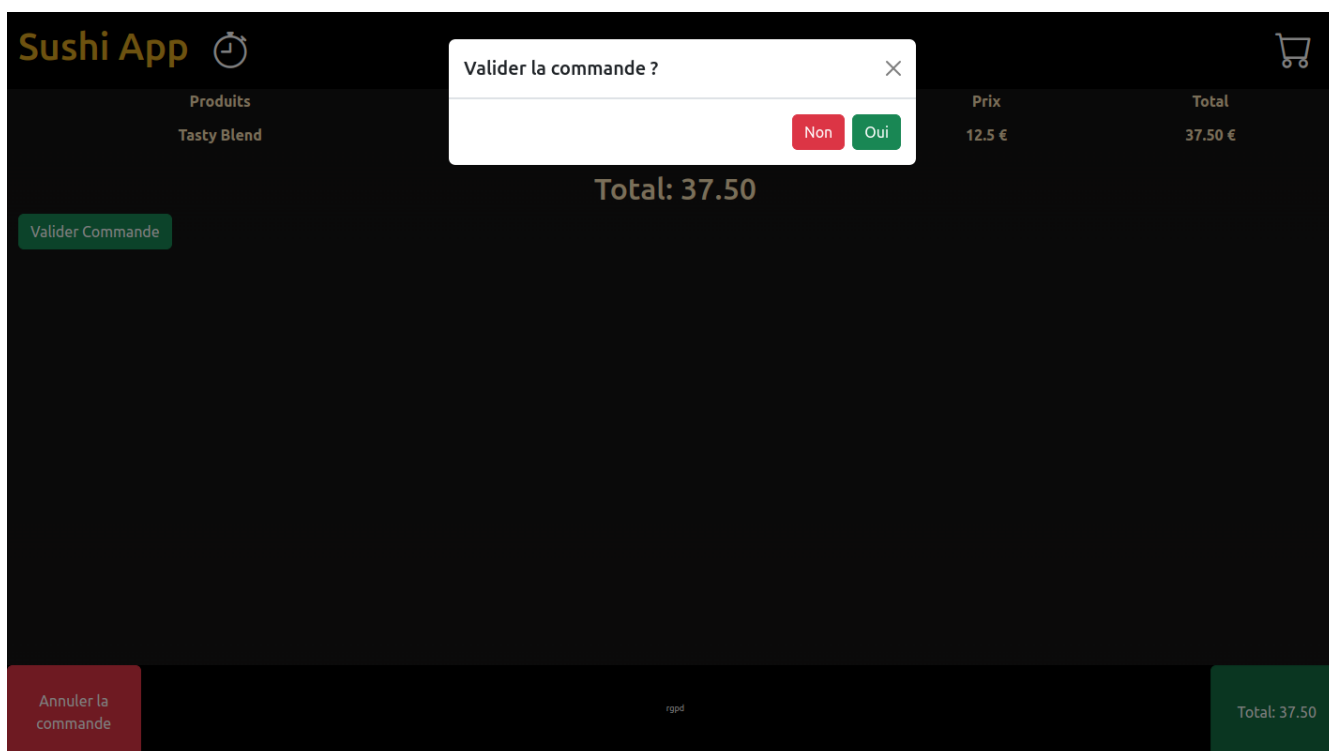 Sushi App
Valider la commande ?
Non Oui
Produits Prix Total
Tasty Blend 12.5 € 37.50 €
Total: 37.50
Valider Commande
Annuler la
commande
rgpd
Total: 37.50